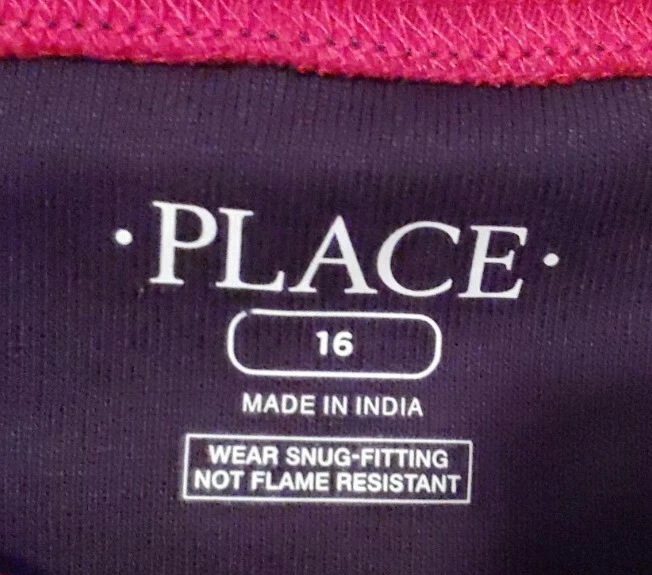 ·PLACE·
16
MADE IN INDIA
WEAR SNUG-FITTING
NOT FLAME RESISTANT